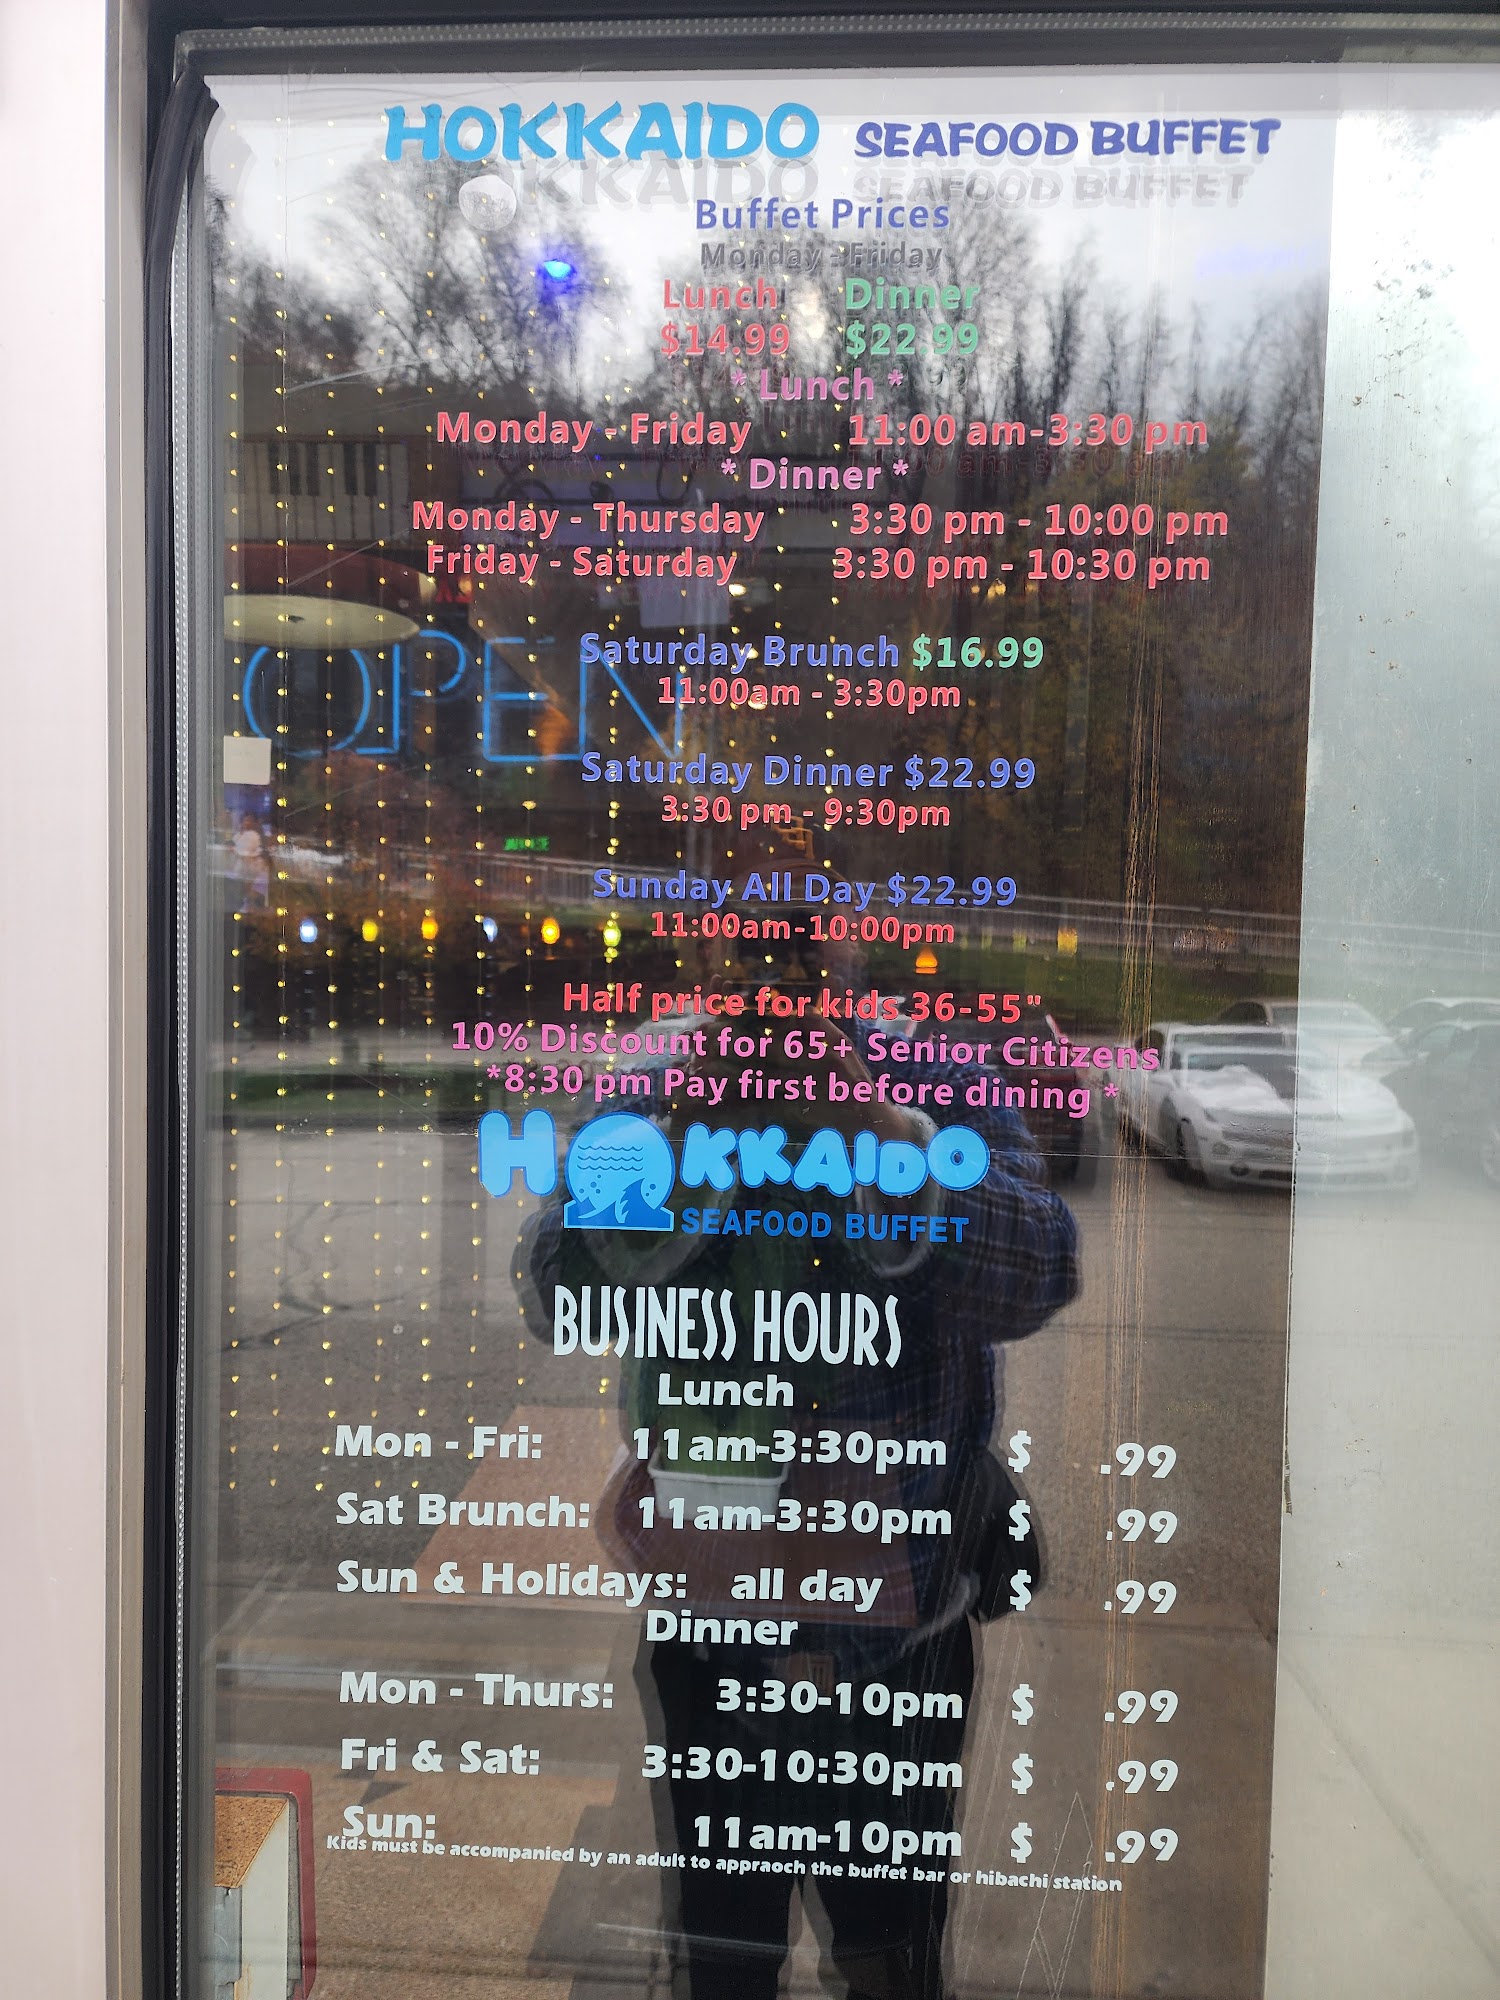 HOKKAIDO SEAFOOD BUFFET
Buffet Prices
Monday - Friday
Lunch Dinner
$14.99 $22.99
* Lunch *
Monday - Friday 11:00 am-3:30 pm
* Dinner *
Monday - Thursday 3:30 pm - 10:00 pm
Friday - Saturday 3:30 pm - 10:30 pm
OPEN
Saturday Brunch $16.99
11:00am - 3:30pm
Saturday Dinner $22.99
3:30 pm - 9:30pm
Sunday All Day $22.99
11:00am-10:00pm
Half price for kids 36-55"
10% Discount for 65+ Senior Citizens
*8:30 pm Pay first before dining *
HOKKAIDO
SEAFOOD BUFFET
BUSINESS HOURS
Lunch
Mon - Fri: 11am-3:30pm $ .99
Sat Brunch: 11am-3:30pm $ .99
Sun & Holidays: all day $ .99
Dinner
Mon - Thurs: 3:30-10pm $ .99
Fri & Sat: 3:30-10:30pm $ .99
Sun: 11am-10pm $ .99
Kids must be accompanied by an adult to appraoch the buffet bar or hibachi station